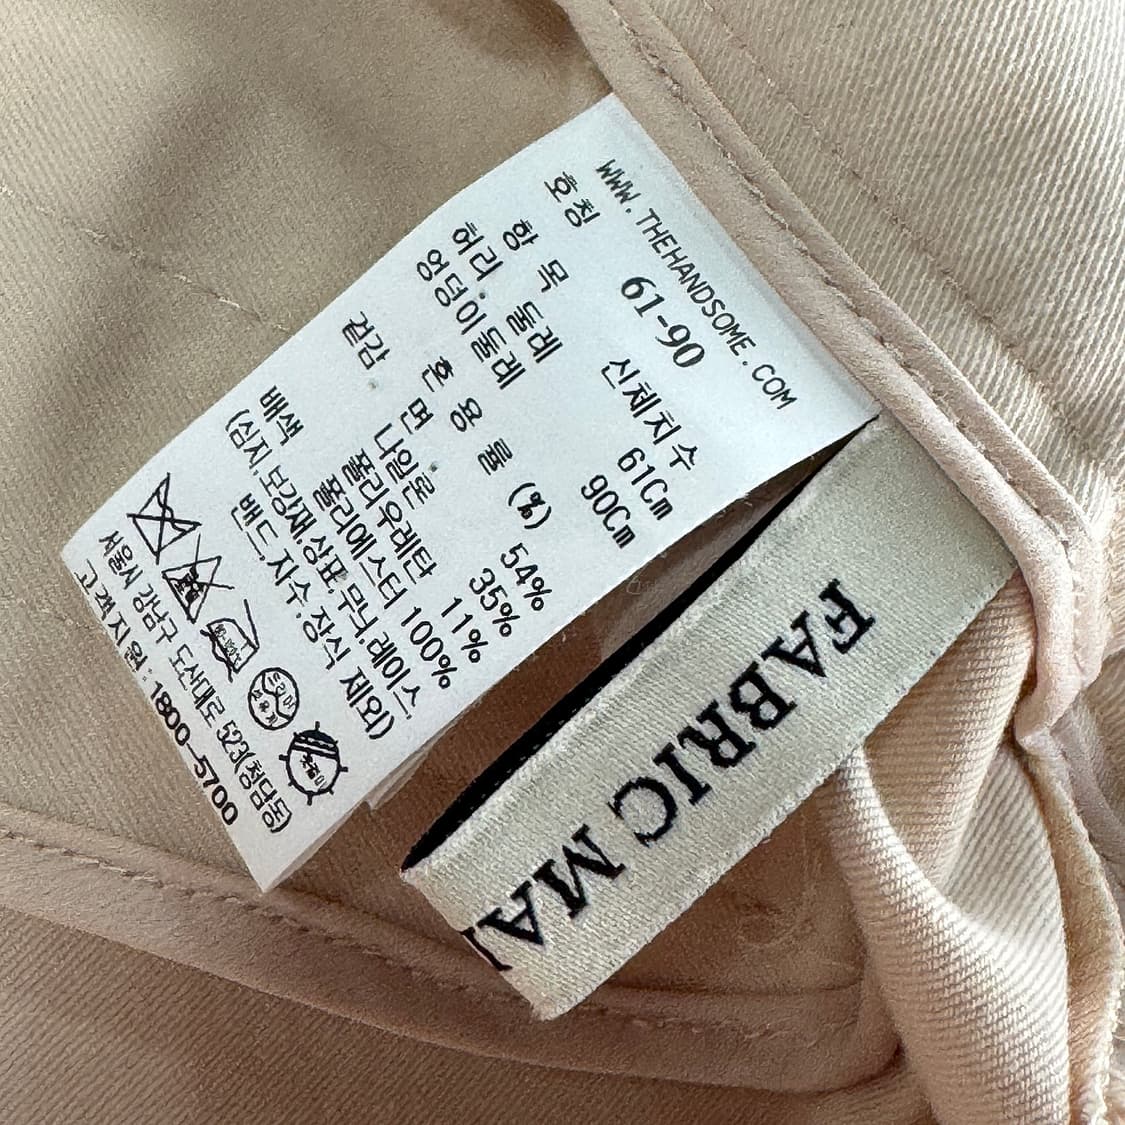 WWW.THEHANDSOME.COM
호칭 61-90
항 목 신체치수
허리 둘레 61Cm
엉덩이둘레 90Cm
혼 용 률 (%)
겉감 면 54%
나일론 35%
폴리우레탄 11%
배색 폴리에스터 100%
(심지.보강재.상표.무늬.레이스.
밴드.자수.장식 제외)
드라이
서울시 강남구 도산대로 523(청담동)
고객지원:1800-5700
FABRIC MA